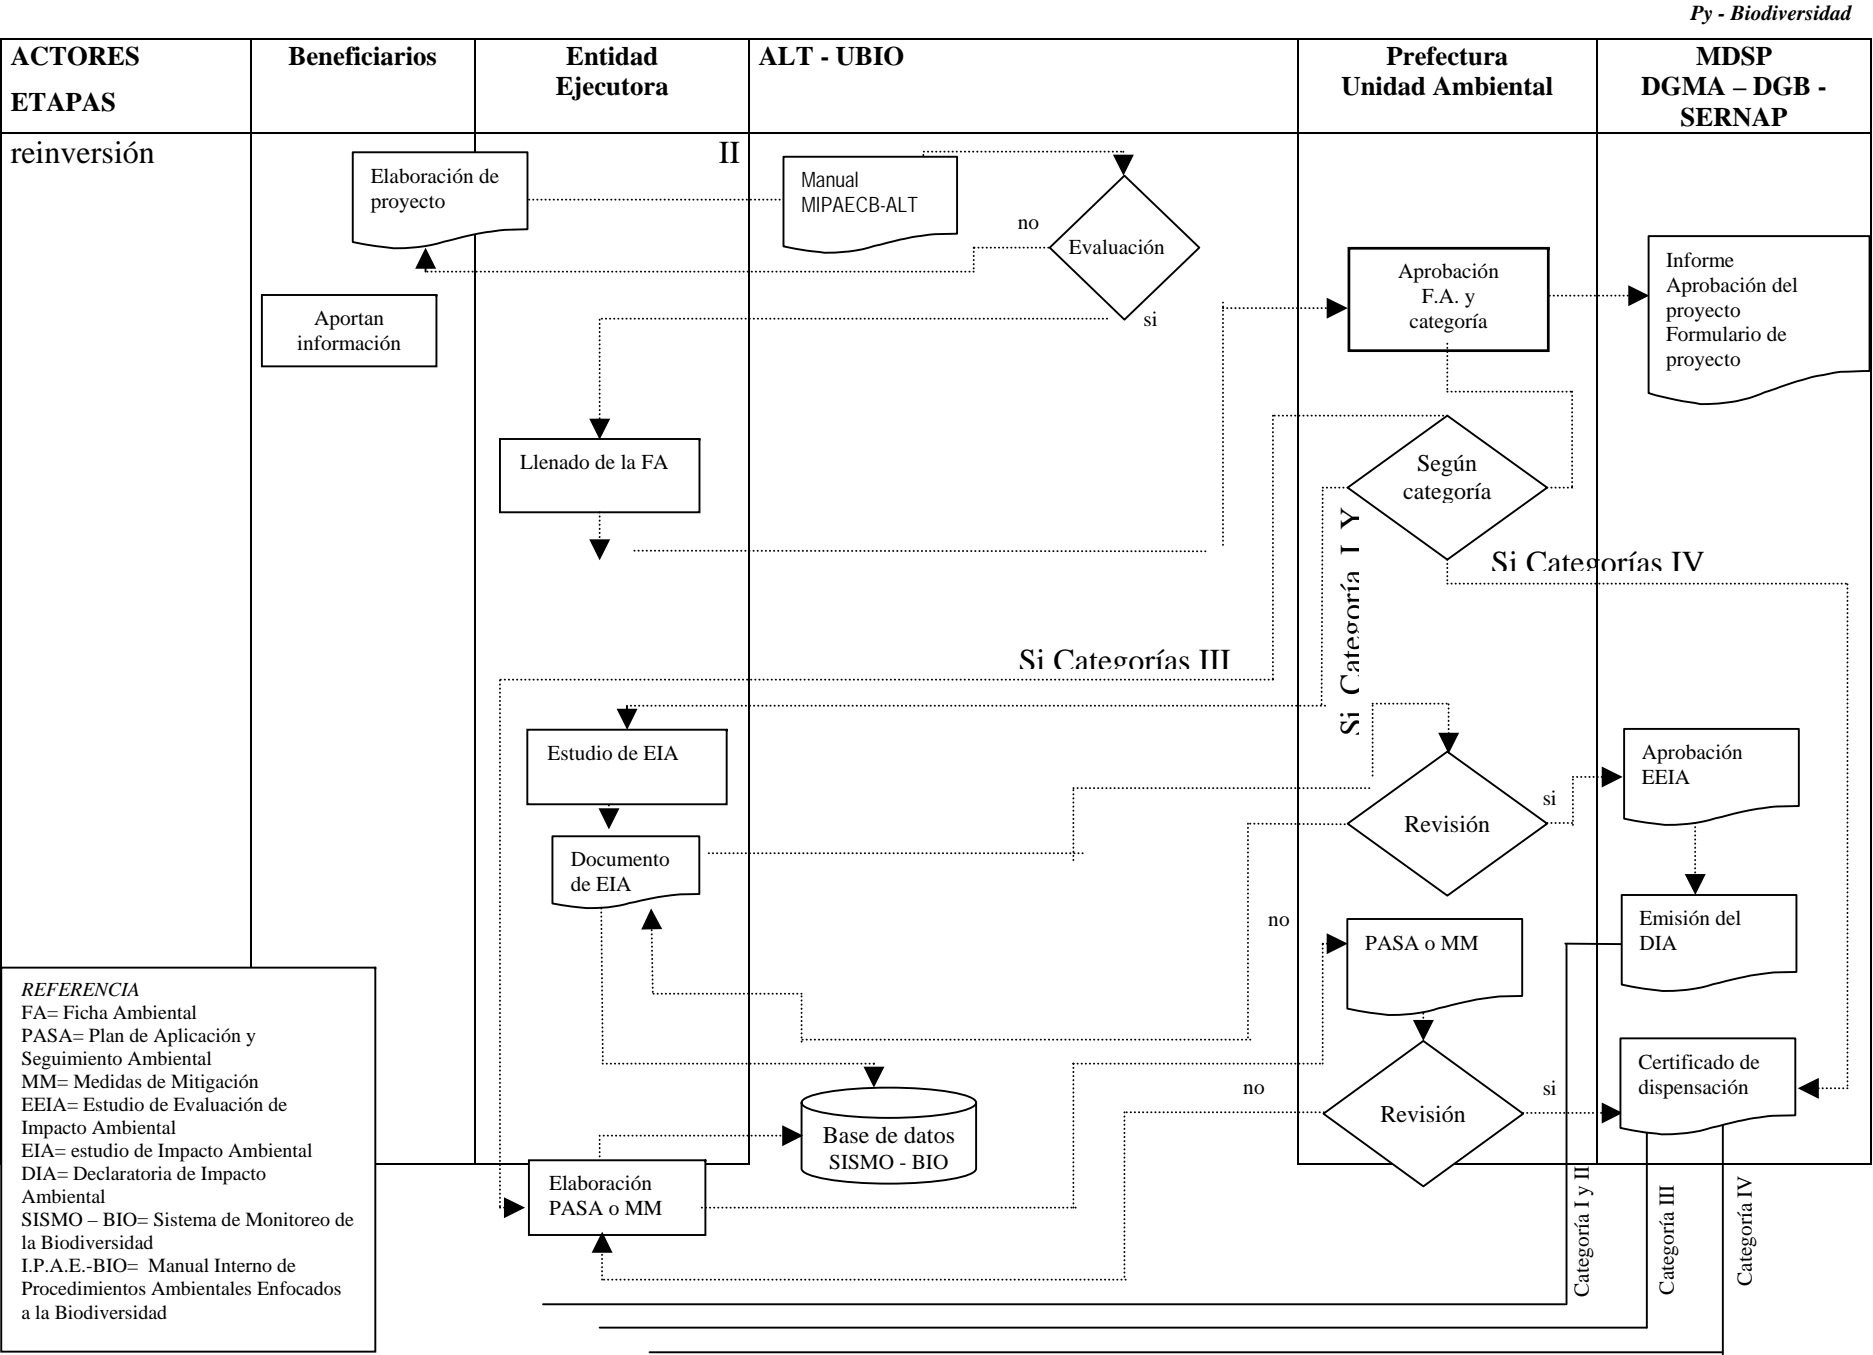 Py - Biodiversidad
ACTORES
ETAPAS
Beneficiarios
Entidad
Ejecutora
ALT - UBIO
Prefectura
Unidad Ambiental
MDSP
DGMA – DGB -
SERNAP
reinversión
II
Elaboración de
proyecto
Manual
MIPAECB-ALT
no
Evaluación
si
Aportan
información
Aprobación
F.A. y
categoría
Informe
Aprobación del
proyecto
Formulario de
proyecto
Llenado de la FA
Según
categoría
Si Categoría I Y
Si Categorías IV
Si Categorías III
Estudio de EIA
Documento
de EIA
Revisión
si
no
Aprobación
EEIA
Emisión del
DIA
PASA o MM
Revisión
no
si
Certificado de
dispensación
Base de datos
SISMO - BIO
Elaboración
PASA o MM
Categoría I y II
Categoría III
Categoría IV
REFERENCIA
FA= Ficha Ambiental
PASA= Plan de Aplicación y
Seguimiento Ambiental
MM= Medidas de Mitigación
EEIA= Estudio de Evaluación de
Impacto Ambiental
EIA= estudio de Impacto Ambiental
DIA= Declaratoria de Impacto
Ambiental
SISMO – BIO= Sistema de Monitoreo de
la Biodiversidad
I.P.A.E.-BIO=  Manual Interno de
Procedimientos Ambientales Enfocados
a la Biodiversidad